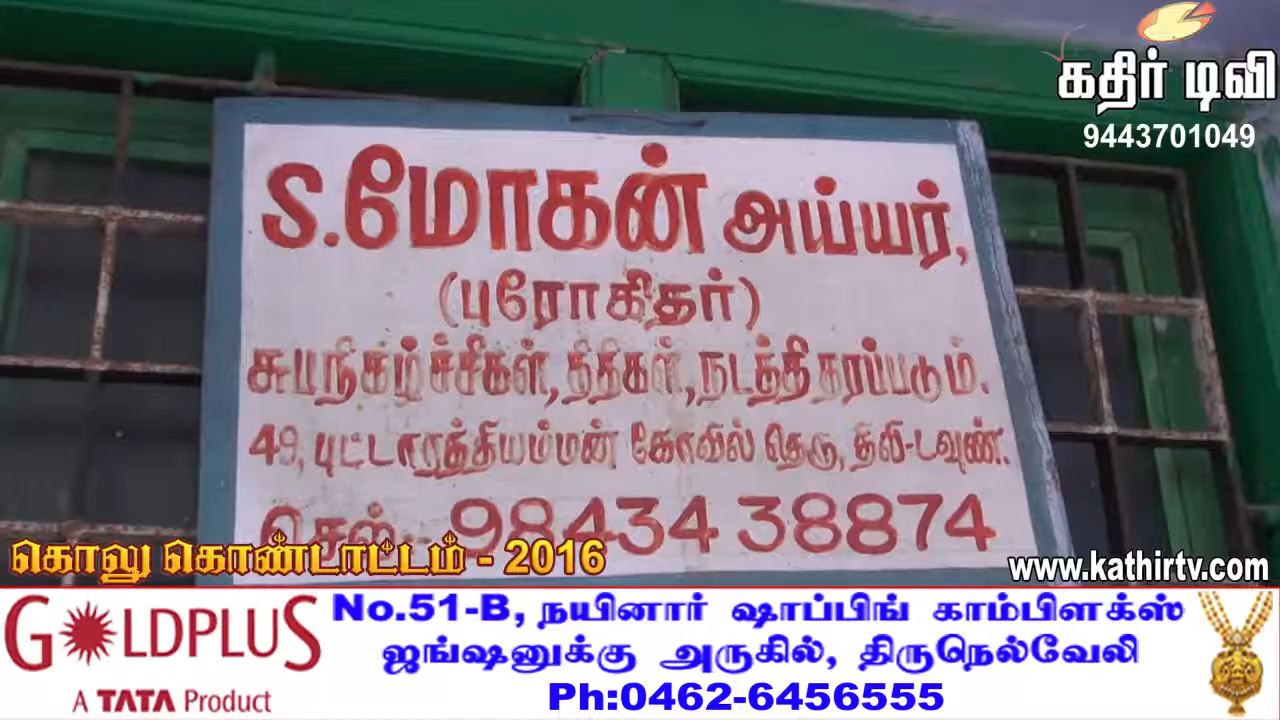 கதிர் டிவி
9443701049
S.மோகன் அய்யர்,
(புரோகிதர்)
சுபநிகழ்ச்சிகள், திதிகள், நடத்தி தரப்படும்.
49, புட்டாரத்தியம்மன் கோவில் தெரு, திலி-டவுண்.
செல்:-98434 38874
கொலு கொண்டாட்டம் - 2016
www.kathirtv.com
GOLDPLUS
A TATA Product
No.51-B, நயினார் ஷாப்பிங் காம்பிளக்ஸ்
ஜங்ஷனுக்கு அருகில், திருநெல்வேலி
Ph:0462-6456555